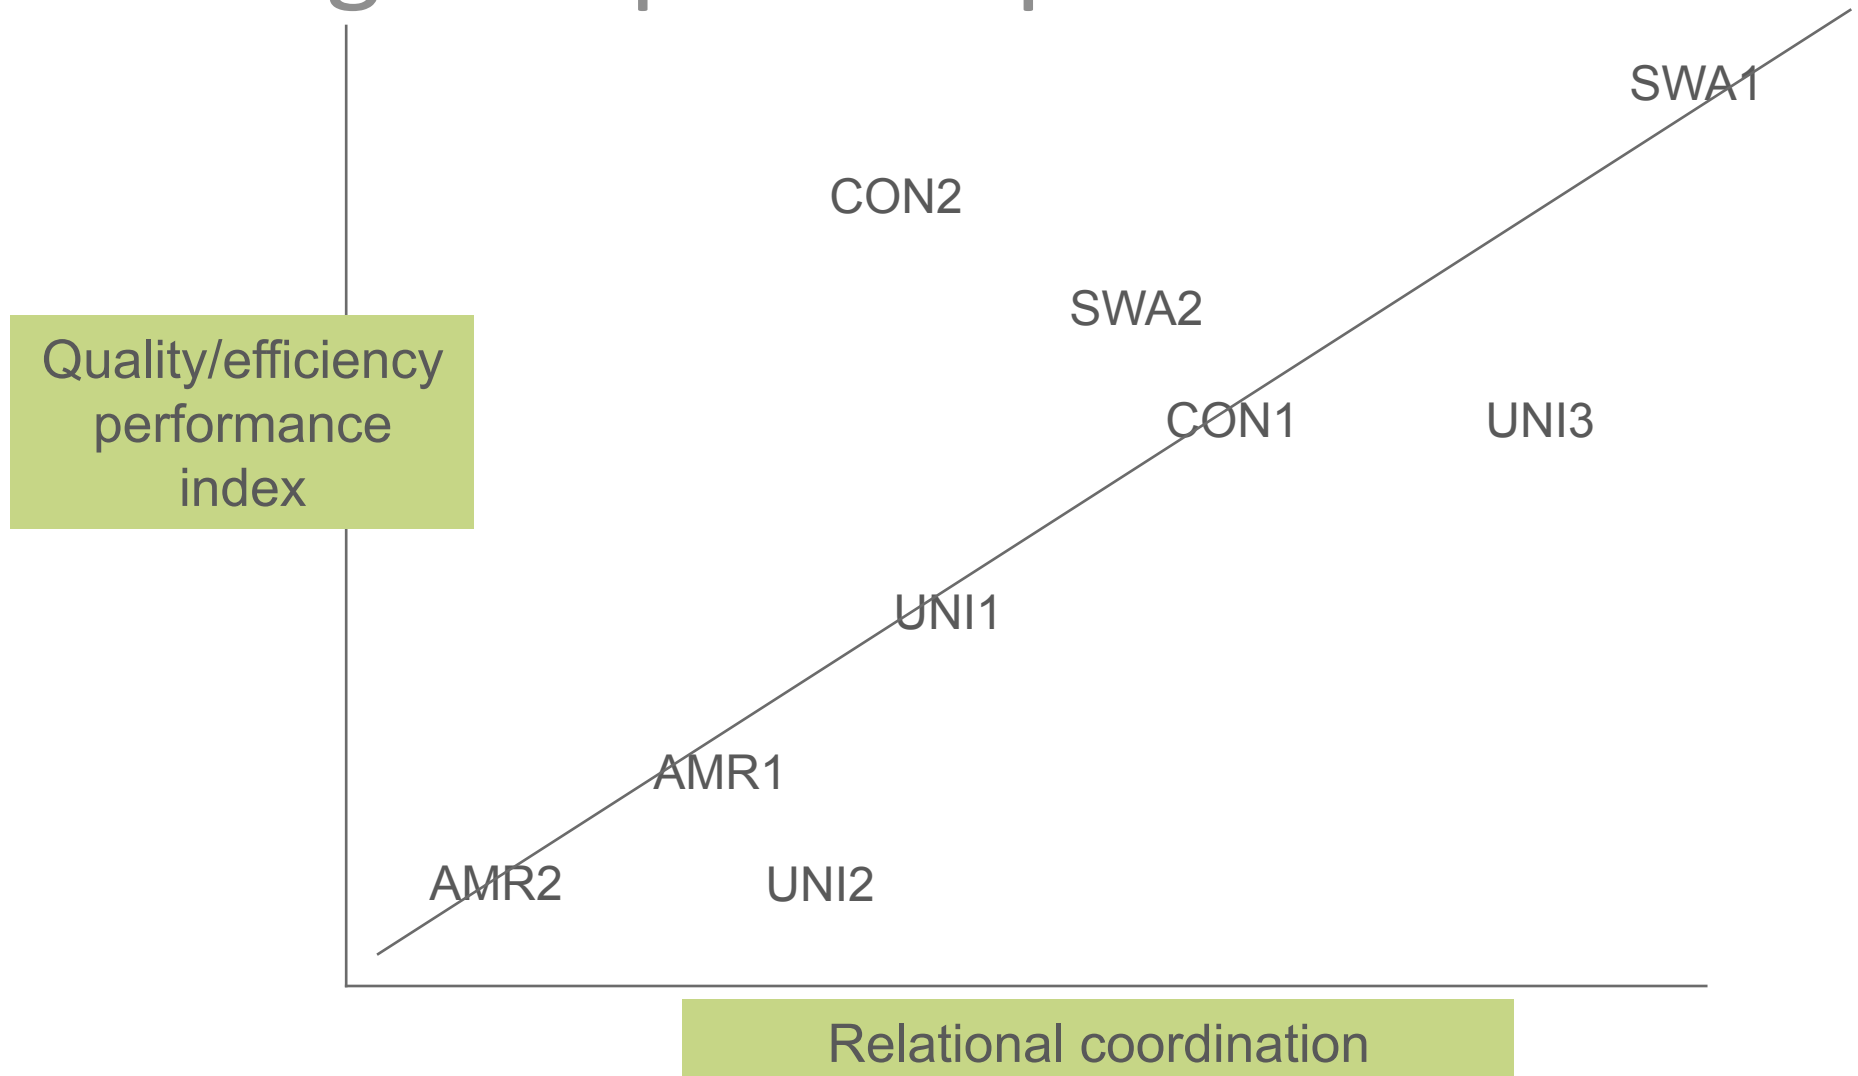 SWA1
CON2
SWA2
Quality/efficiency
performance
index
CON1
UNI3
UNI1
AMR1
AMR2
UNI2
Relational coordination